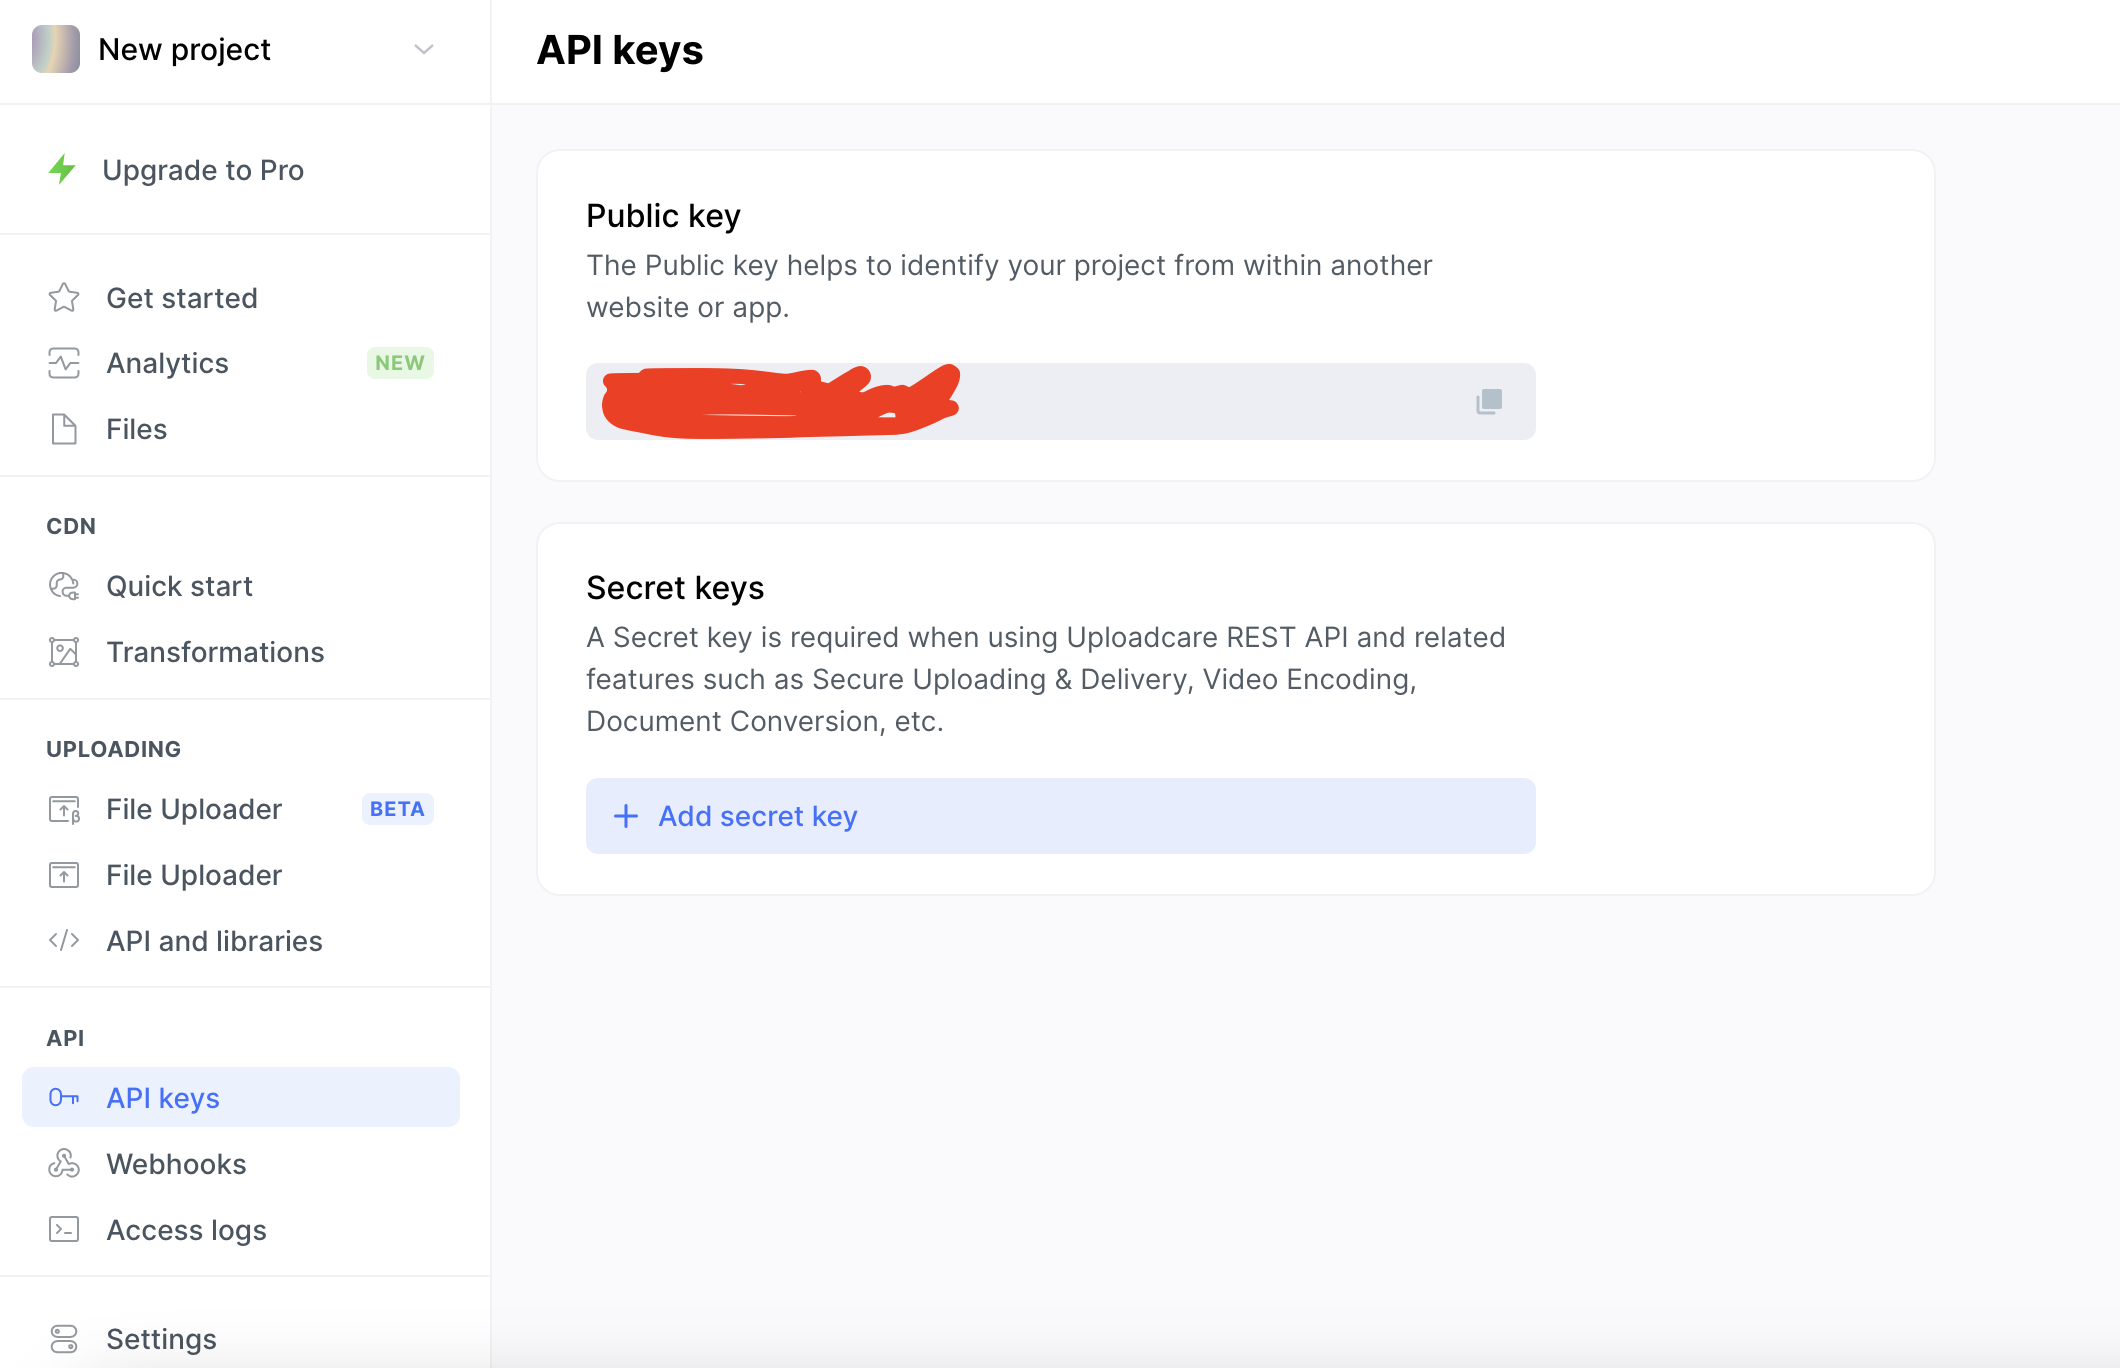 New project
Upgrade to Pro
Get started
Analytics NEW
Files
CDN
Quick start
Transformations
UPLOADING
File Uploader BETA
File Uploader
API and libraries
API
API keys
Webhooks
Access logs
Settings
API keys
Public key
The Public key helps to identify your project from within another
website or app.
Secret keys
A Secret key is required when using Uploadcare REST API and related
features such as Secure Uploading & Delivery, Video Encoding,
Document Conversion, etc.
+ Add secret key